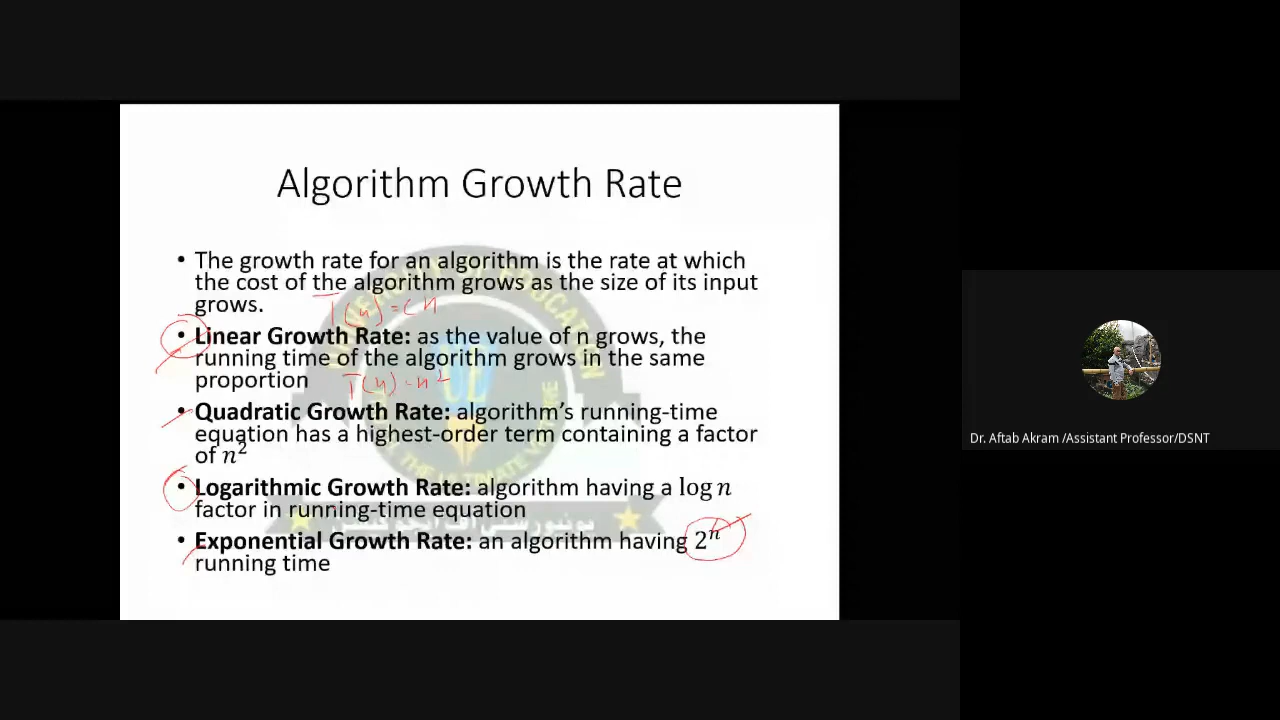 Algorithm Growth Rate
• The growth rate for an algorithm is the rate at which
the cost of the algorithm grows as the size of its input
grows.
T(n) = cn
• Linear Growth Rate: as the value of n grows, the
running time of the algorithm grows in the same
proportion
T(n) = n²
• Quadratic Growth Rate: algorithm's running-time
equation has a highest-order term containing a factor
of n²
• Logarithmic Growth Rate: algorithm having a log n
factor in running-time equation
• Exponential Growth Rate: an algorithm having 2ⁿ
running time
Dr. Aftab Akram /Assistant Professor/DSNT